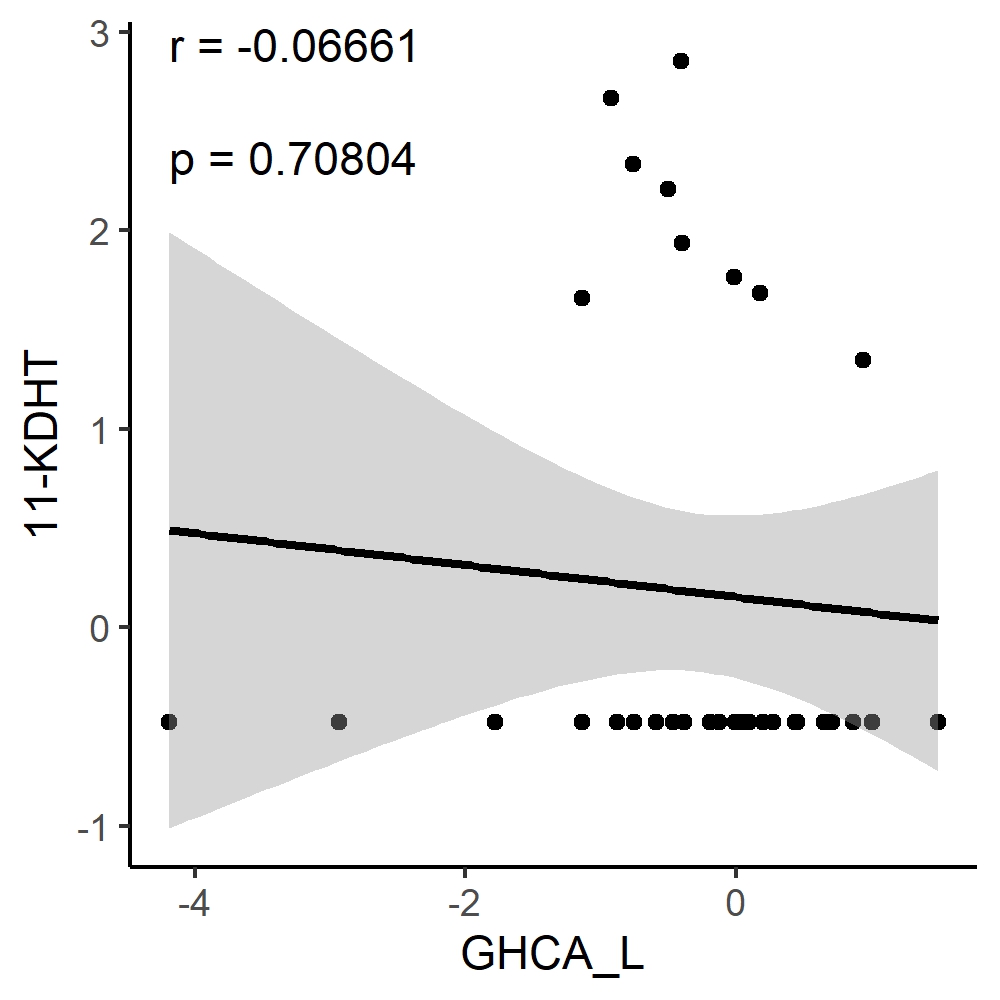 r = -0.06661
p = 0.70804
3
2
1
0
-1
11-KDHT
-4
-2
0
GHCA_L